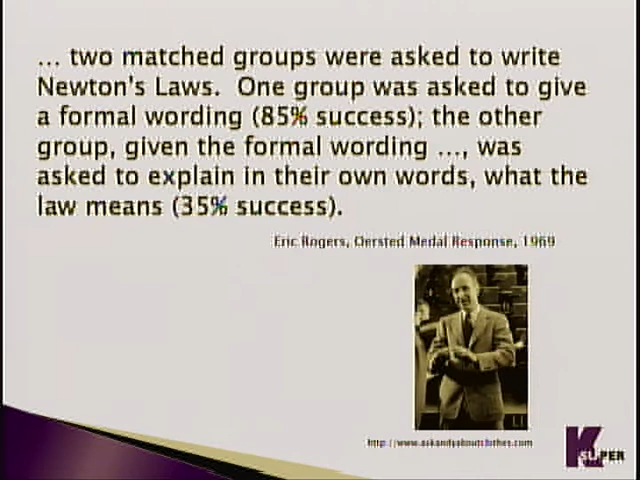 ... two matched groups were asked to write
Newton's Laws. One group was asked to give
a formal wording (85% success); the other
group, given the formal wording ..., was
asked to explain in their own words, what the
law means (35% success).
Eric Rogers, Oersted Medal Response, 1969
http://www.askandyaboutclothes.com
K
SUPER